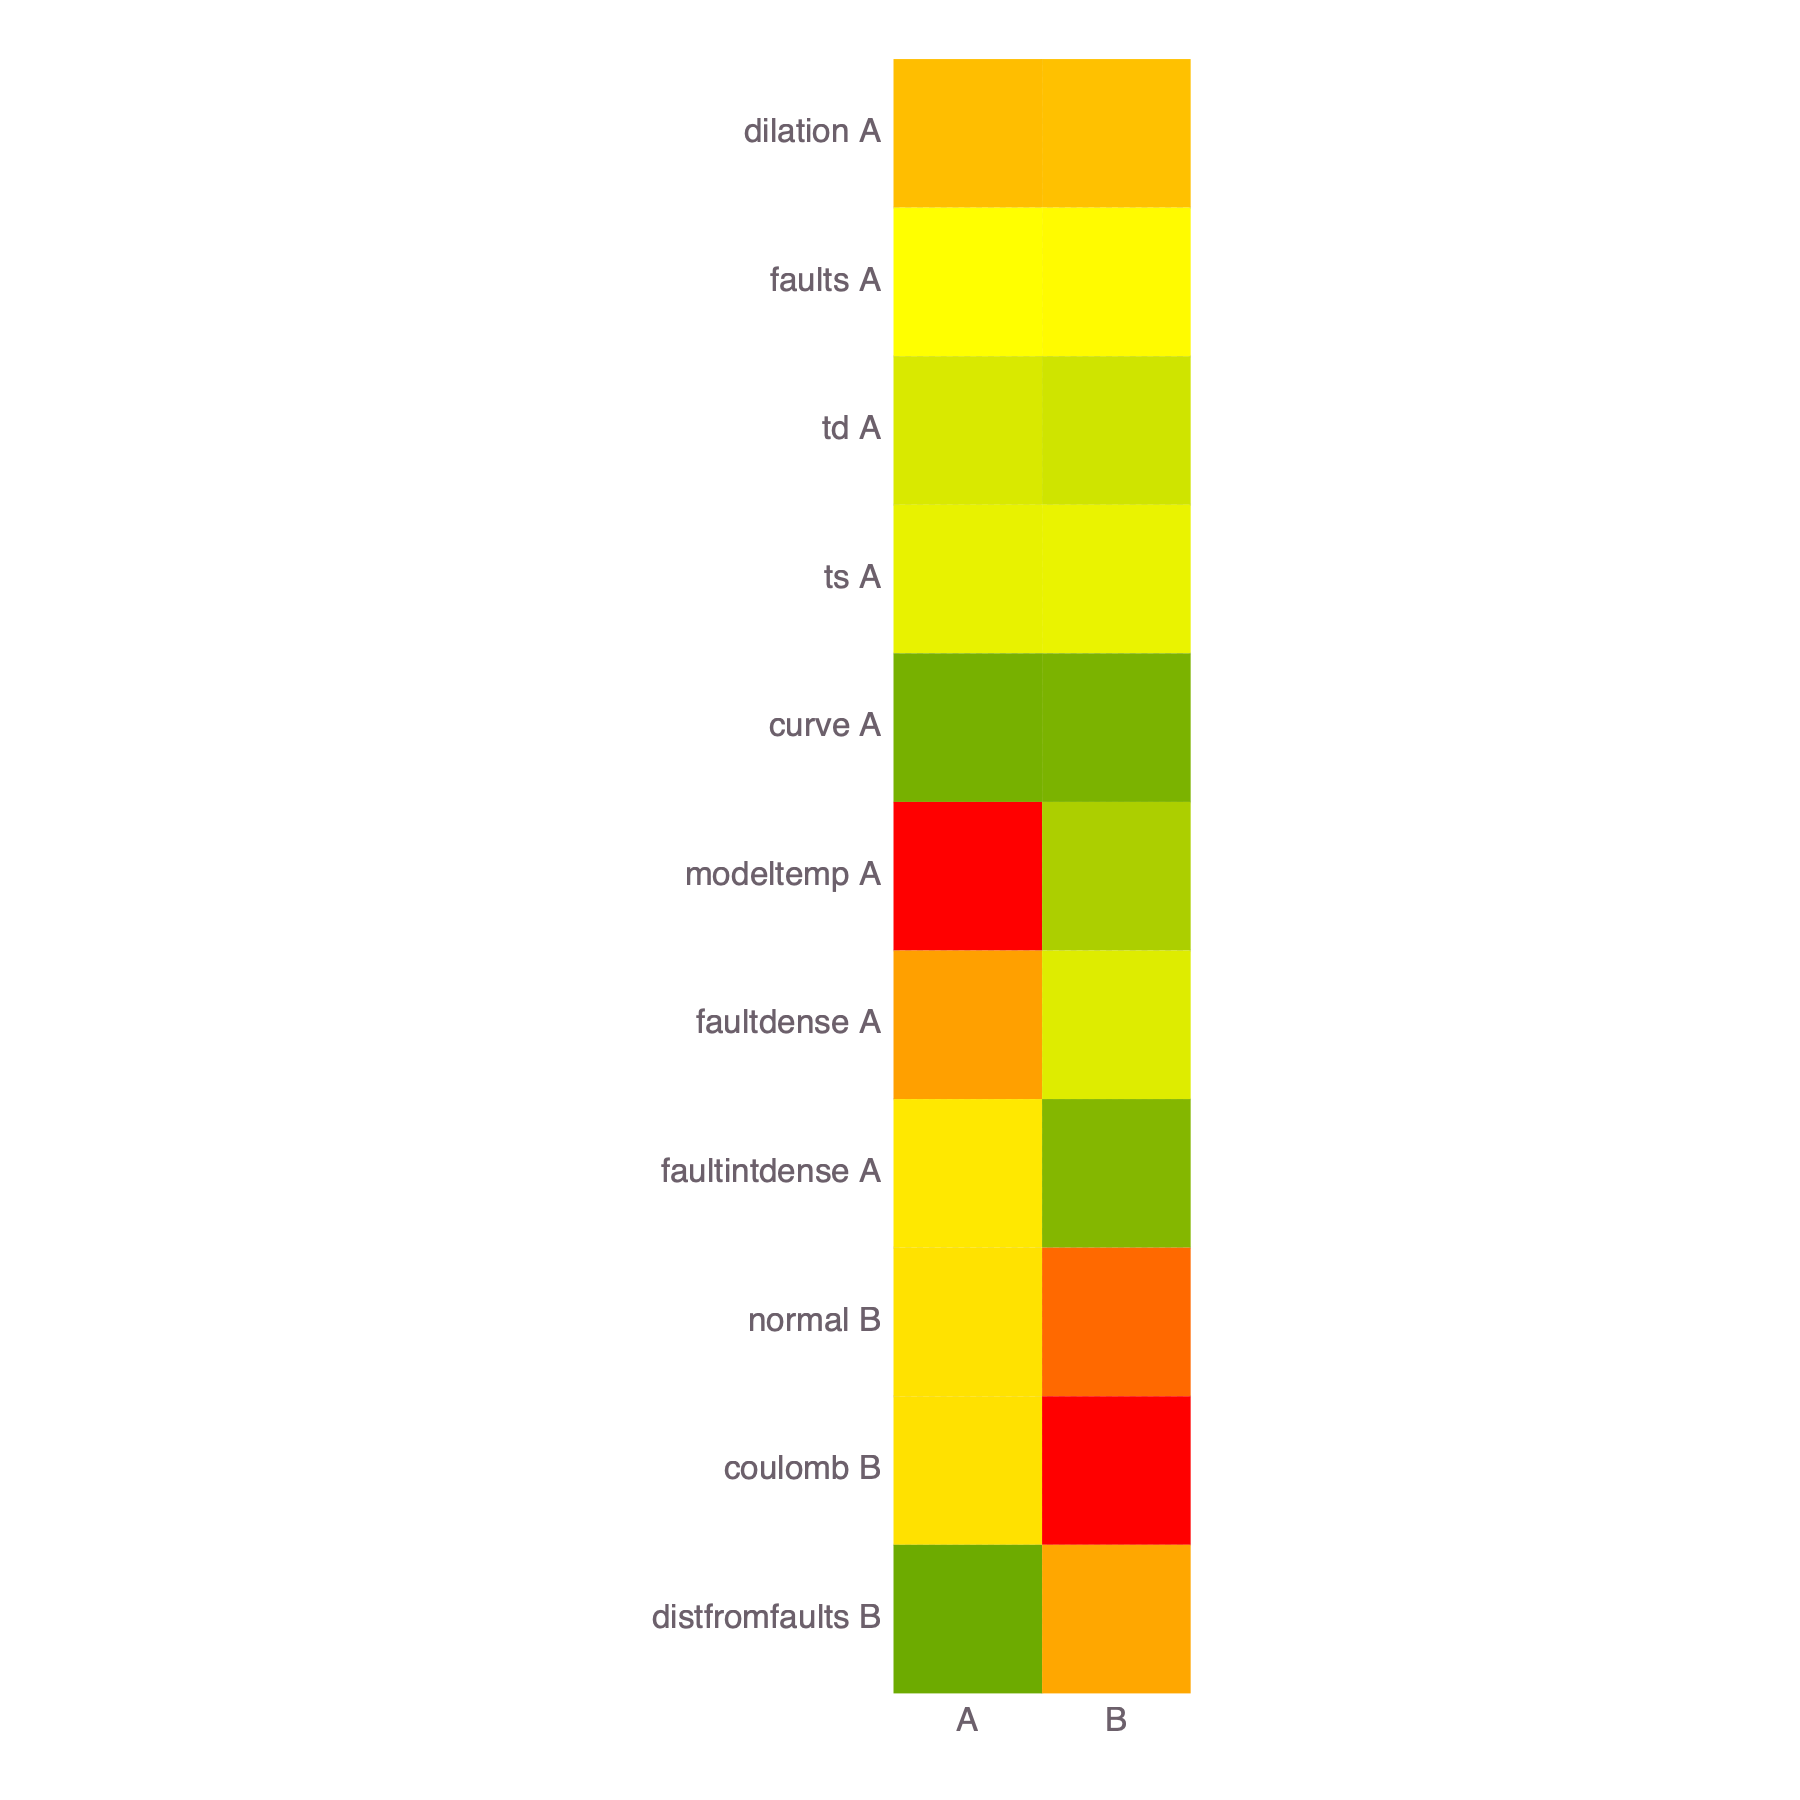 dilation A
faults A
td A
ts A
curve A
modeltemp A
faultdense A
faultintdense A
normal B
coulomb B
distfromfaults B
A B